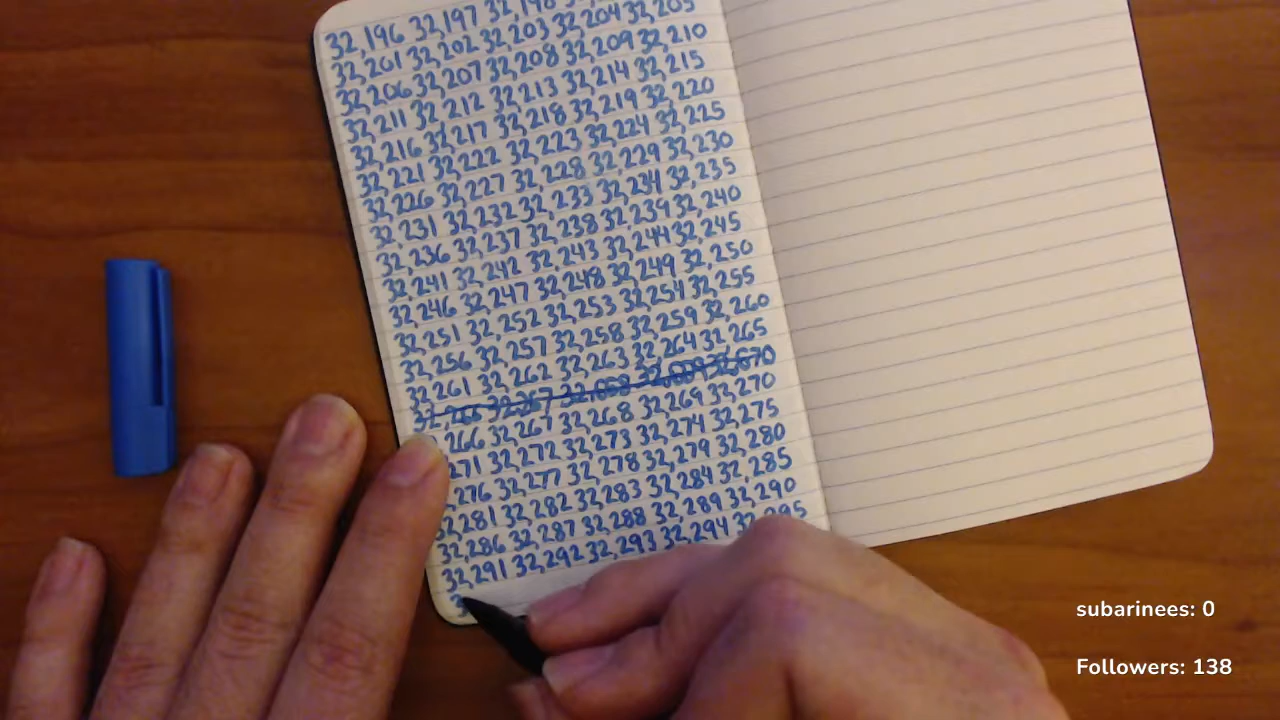 32,196 32,197 32,198
32,201 32,202 32,203 32,204 32,205
32,206 32,207 32,208 32,209 32,210
32,211 32,212 32,213 32,214 32,215
32,216 32,217 32,218 32,219 32,220
32,221 32,222 32,223 32,224 32,225
32,226 32,227 32,228 32,229 32,230
32,231 32,232 32,233 32,234 32,235
32,236 32,237 32,238 32,239 32,240
32,241 32,242 32,243 32,244 32,245
32,246 32,247 32,248 32,249 32,250
32,251 32,252 32,253 32,254 32,255
32,256 32,257 32,258 32,259 32,260
32,261 32,262 32,263 32,264 32,265
32,267
266 32,267 32,268 32,269 32,270
271 32,272 32,273 32,274 32,275
276 32,277 32,278 32,279 32,280
32,281 32,282 32,283 32,284 32,285
32,286 32,287 32,288 32,289 32,290
32,291 32,292 32,293 32,294 32,295
3
subarinees: 0
Followers: 138